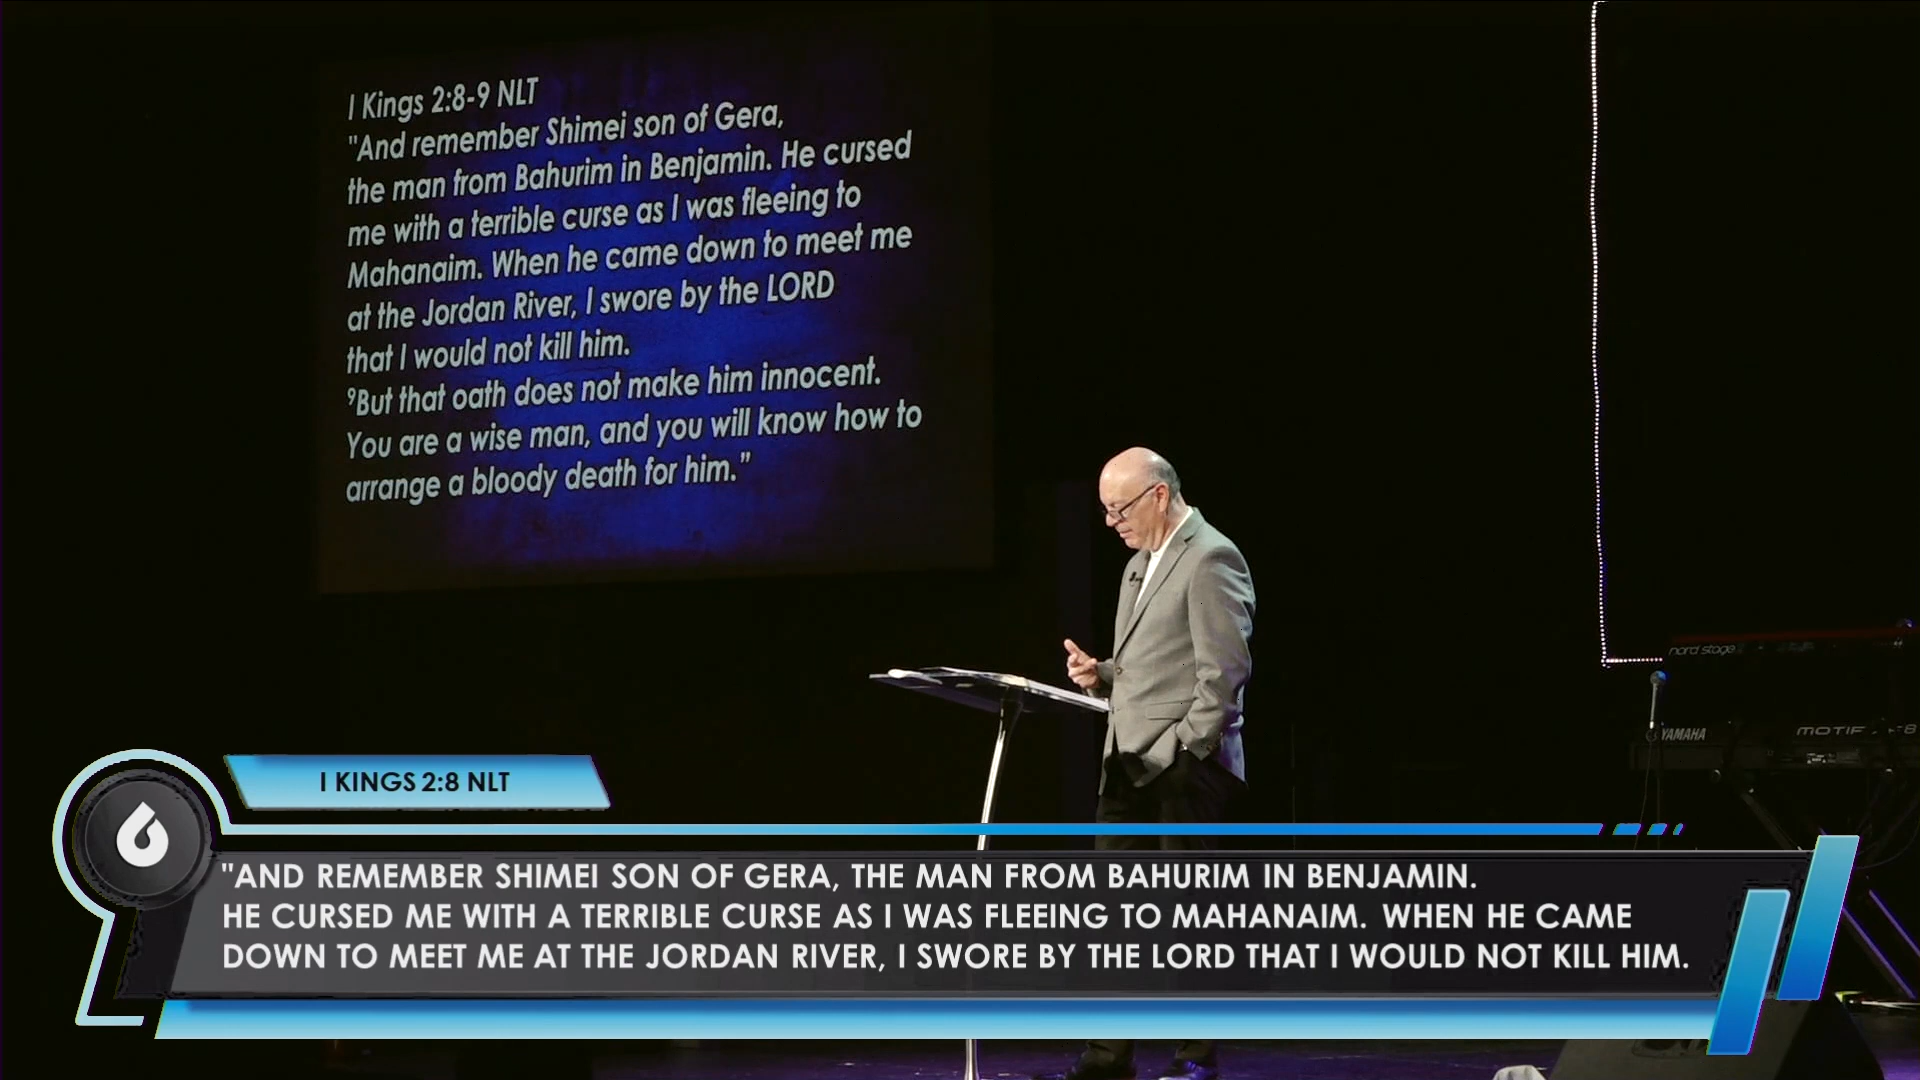 I Kings 2:8-9 NLT
"And remember Shimei son of Gera,
the man from Bahurim in Benjamin. He cursed
me with a terrible curse as I was fleeing to
Mahanaim. When he came down to meet me
at the Jordan River, I swore by the LORD
that I would not kill him.
⁹But that oath does not make him innocent.
You are a wise man, and you will know how to
arrange a bloody death for him.”
nord stage
YAMAHA
MOTIF
I KINGS 2:8 NLT
"AND REMEMBER SHIMEI SON OF GERA, THE MAN FROM BAHURIM IN BENJAMIN.
HE CURSED ME WITH A TERRIBLE CURSE AS I WAS FLEEING TO MAHANAIM. WHEN HE CAME
DOWN TO MEET ME AT THE JORDAN RIVER, I SWORE BY THE LORD THAT I WOULD NOT KILL HIM.